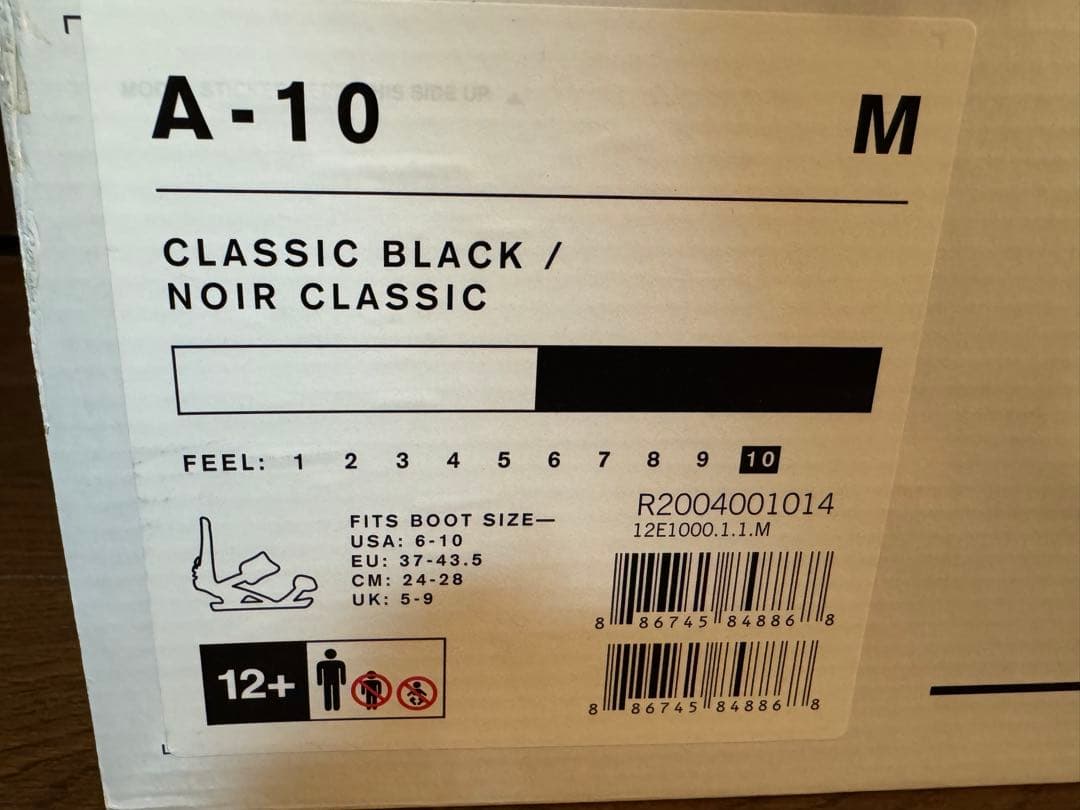 A-10
M
CLASSIC BLACK /
NOIR CLASSIC
FEEL: 1 2 3 4 5 6 7 8 9 10
FITS BOOT SIZE—
USA: 6-10
EU: 37-43.5
CM: 24-28
UK: 5-9
R2004001014
12E1000.1.1.M
8 86745 84886 8
8 86745 84886 8
12+